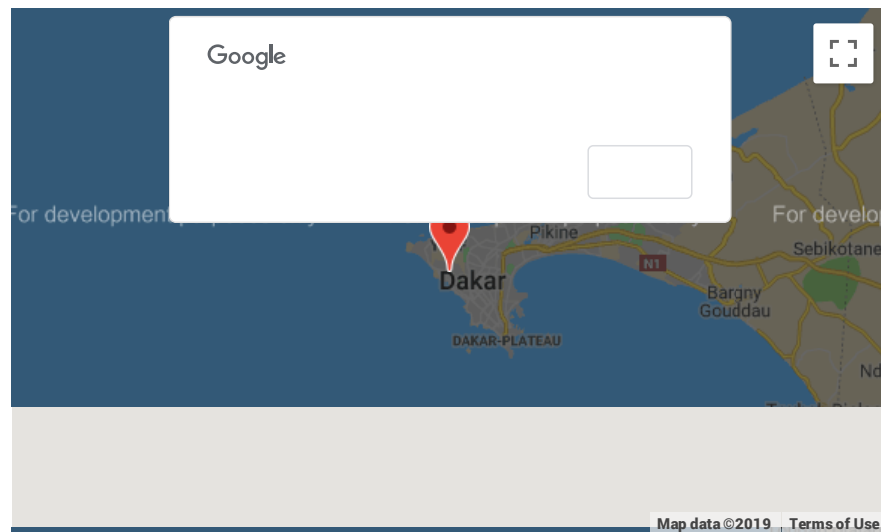 Google
For development
For develo
Pikine
Sebikotane
N1
Dakar
Bargny
Gouddau
DAKAR-PLATEAU
Nd
Map data ©2019
Terms of Use